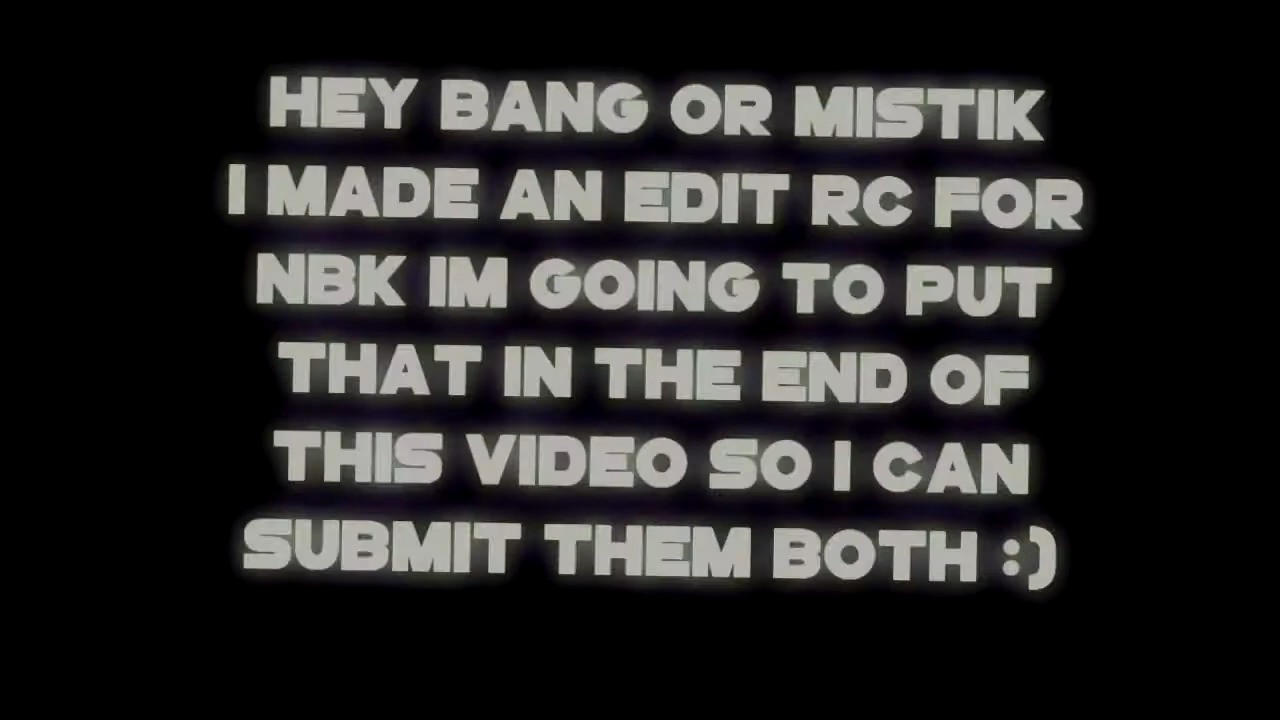 HEY BANG OR MISTIK
I MADE AN EDIT RC FOR
NBK IM GOING TO PUT
THAT IN THE END OF
THIS VIDEO SO I CAN
SUBMIT THEM BOTH :)